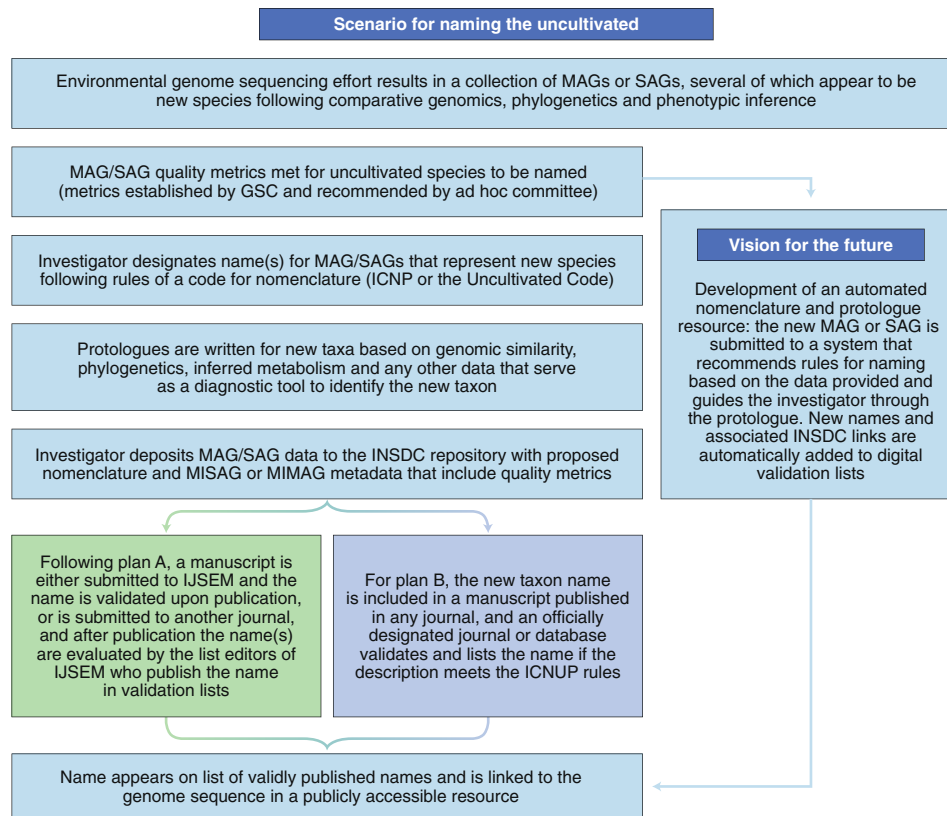 Scenario for naming the uncultivated
Environmental genome sequencing effort results in a collection of MAGs or SAGs, several of which appear to be
new species following comparative genomics, phylogenetics and phenotypic inference
MAG/SAG quality metrics met for uncultivated species to be named
(metrics established by GSC and recommended by ad hoc committee)
Investigator designates name(s) for MAG/SAGs that represent new species
following rules of a code for nomenclature (ICNP or the Uncultivated Code)
Protologues are written for new taxa based on genomic similarity,
phylogenetics, inferred metabolism and any other data that serve
as a diagnostic tool to identify the new taxon
Investigator deposits MAG/SAG data to the INSDC repository with proposed
nomenclature and MISAG or MIMAG metadata that include quality metrics
Vision for the future
Development of an automated
nomenclature and protologue
resource: the new MAG or SAG is
submitted to a system that
recommends rules for naming
based on the data provided and
guides the investigator through
the protologue. New names and
associated INSDC links are
automatically added to digital
validation lists
Following plan A, a manuscript is
either submitted to IJSEM and the
name is validated upon publication,
or is submitted to another journal,
and after publication the name(s)
are evaluated by the list editors of
IJSEM who publish the name
in validation lists
For plan B, the new taxon name
is included in a manuscript published
in any journal, and an officially
designated journal or database
validates and lists the name if the
description meets the ICNUP rules
Name appears on list of validly published names and is linked to the
genome sequence in a publicly accessible resource